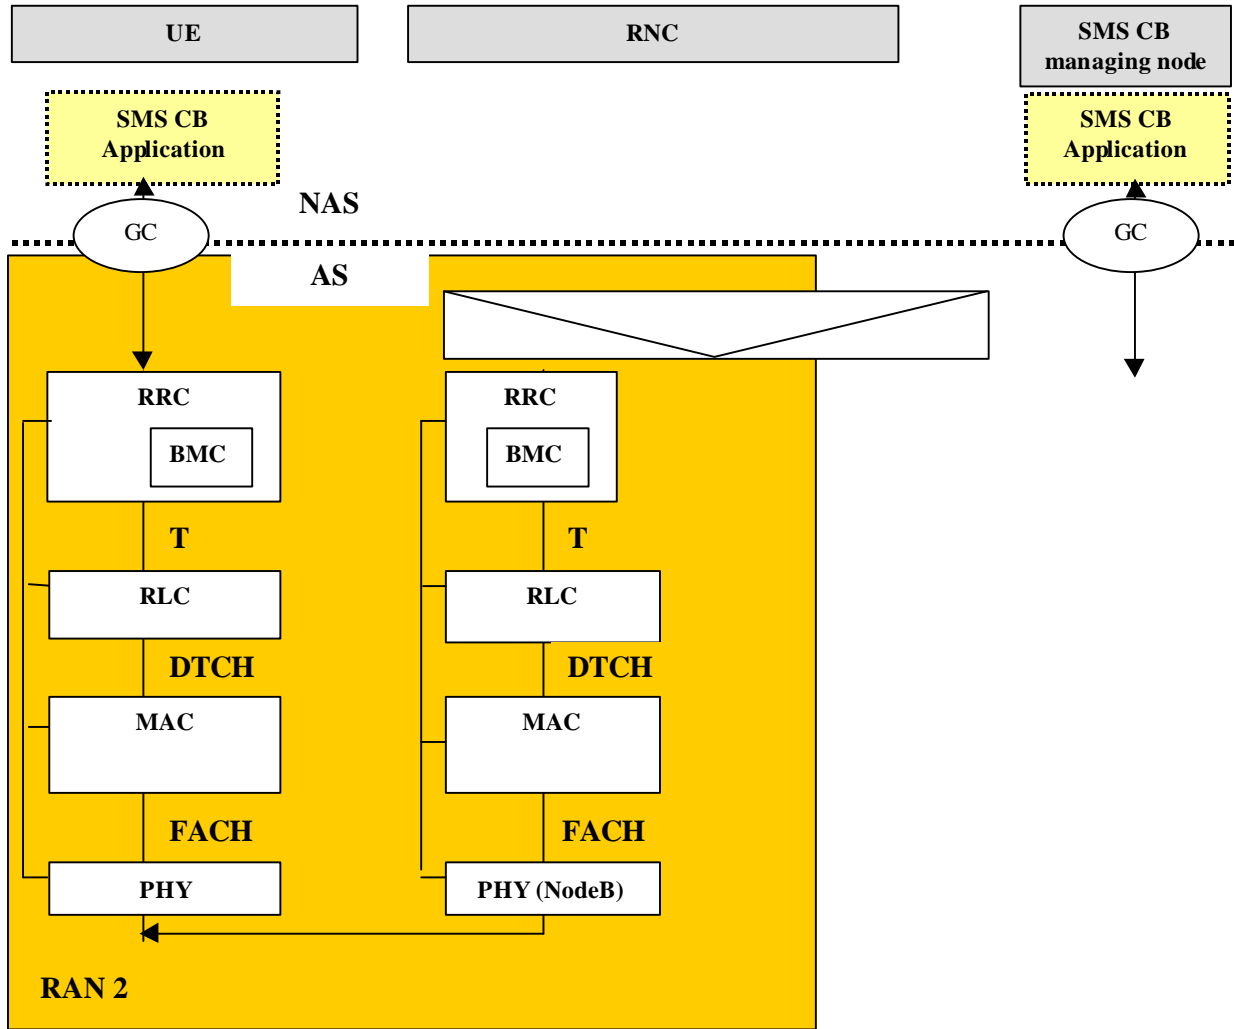 UE
RNC
SMS CB
managing node
SMS CB
Application
SMS CB
Application
NAS
GC
GC
AS
RRC
RRC
BMC
BMC
T
T
RLC
RLC
DTCH
DTCH
MAC
MAC
FACH
FACH
PHY
PHY (NodeB)
RAN 2